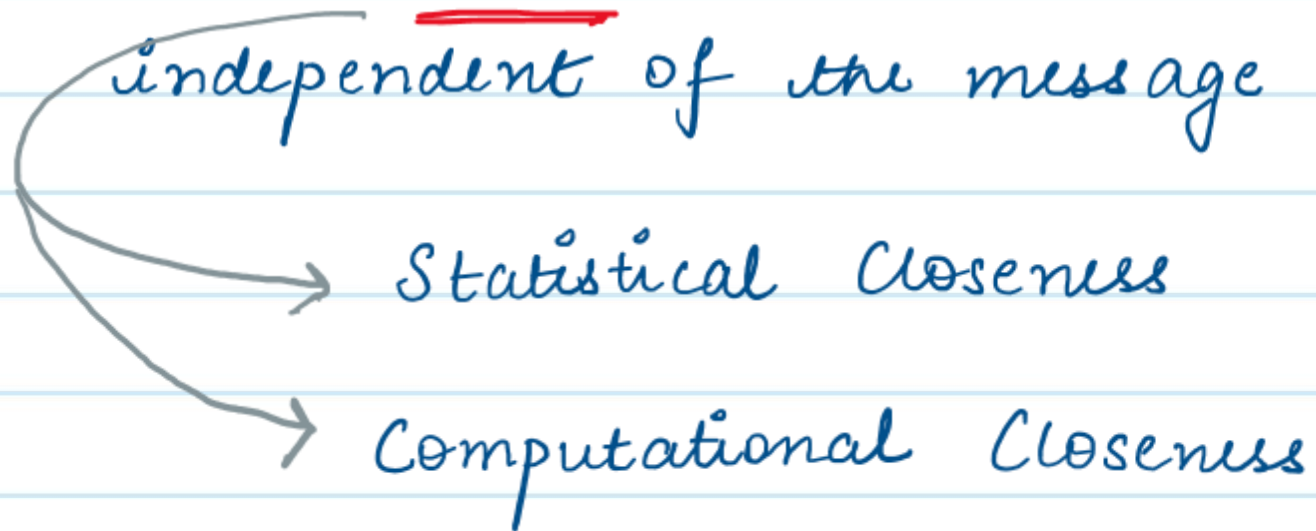 independent of the message
Statistical Closeness
Computational Closeness